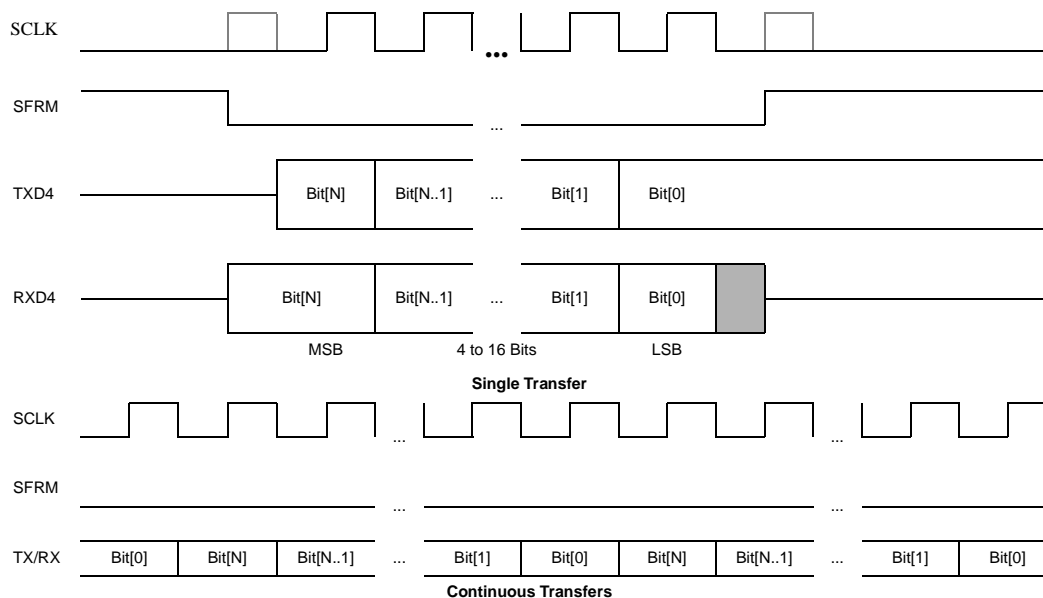 SCLK
...
SFRM
...
TXD4 Bit[N] Bit[N..1] ... Bit[1] Bit[0]
RXD4 Bit[N] Bit[N..1] ... Bit[1] Bit[0]
MSB 4 to 16 Bits LSB
Single Transfer
SCLK
... ...
SFRM
... ...
TX/RX Bit[0] Bit[N] Bit[N..1] ... Bit[1] Bit[0] Bit[N] Bit[N..1] ... Bit[1] Bit[0]
Continuous Transfers